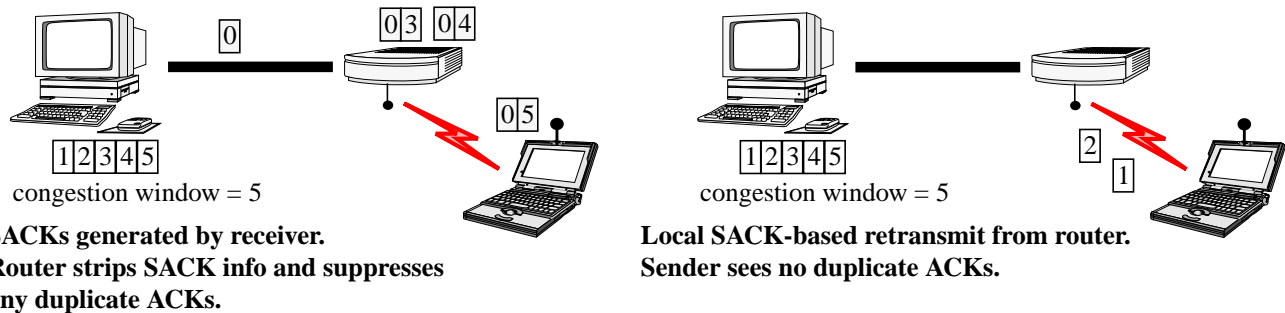 0
0 3
0 4
0 5
1 2 3 4 5
congestion window = 5
SACKs generated by receiver.
Router strips SACK info and suppresses
ny duplicate ACKs.
2
1
1 2 3 4 5
congestion window = 5
Local SACK-based retransmit from router.
Sender sees no duplicate ACKs.